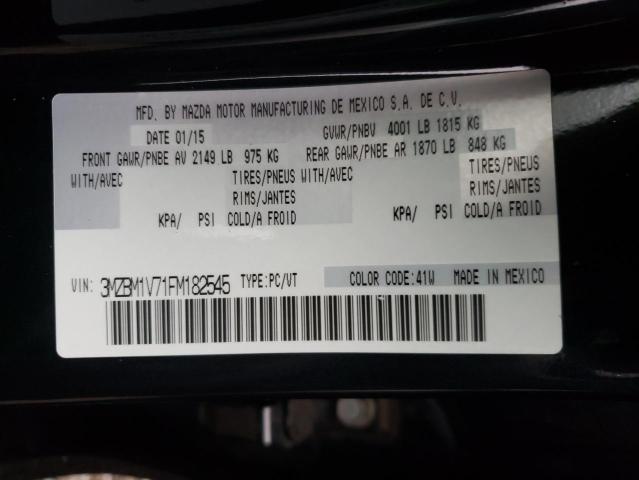 MFD. BY MAZDA MOTOR MANUFACTURING DE MEXICO S.A. DE C.V.
DATE 01/15 GVWR/PNBV 4001 LB 1815 KG
FRONT GAWR/PNBE AV 2149 LB 975 KG REAR GAWR/PNBE AR 1870 LB 848 KG
WITH/AVEC TIRES/PNEUS WITH/AVEC TIRES/PNEUS
RIMS/JANTES RIMS/JANTES
KPA/ PSI COLD/A FROID KPA/ PSI COLD/A FROID
VIN: 3MZBM1V71FM182545 TYPE:PC/VT COLOR CODE:41W MADE IN MEXICO